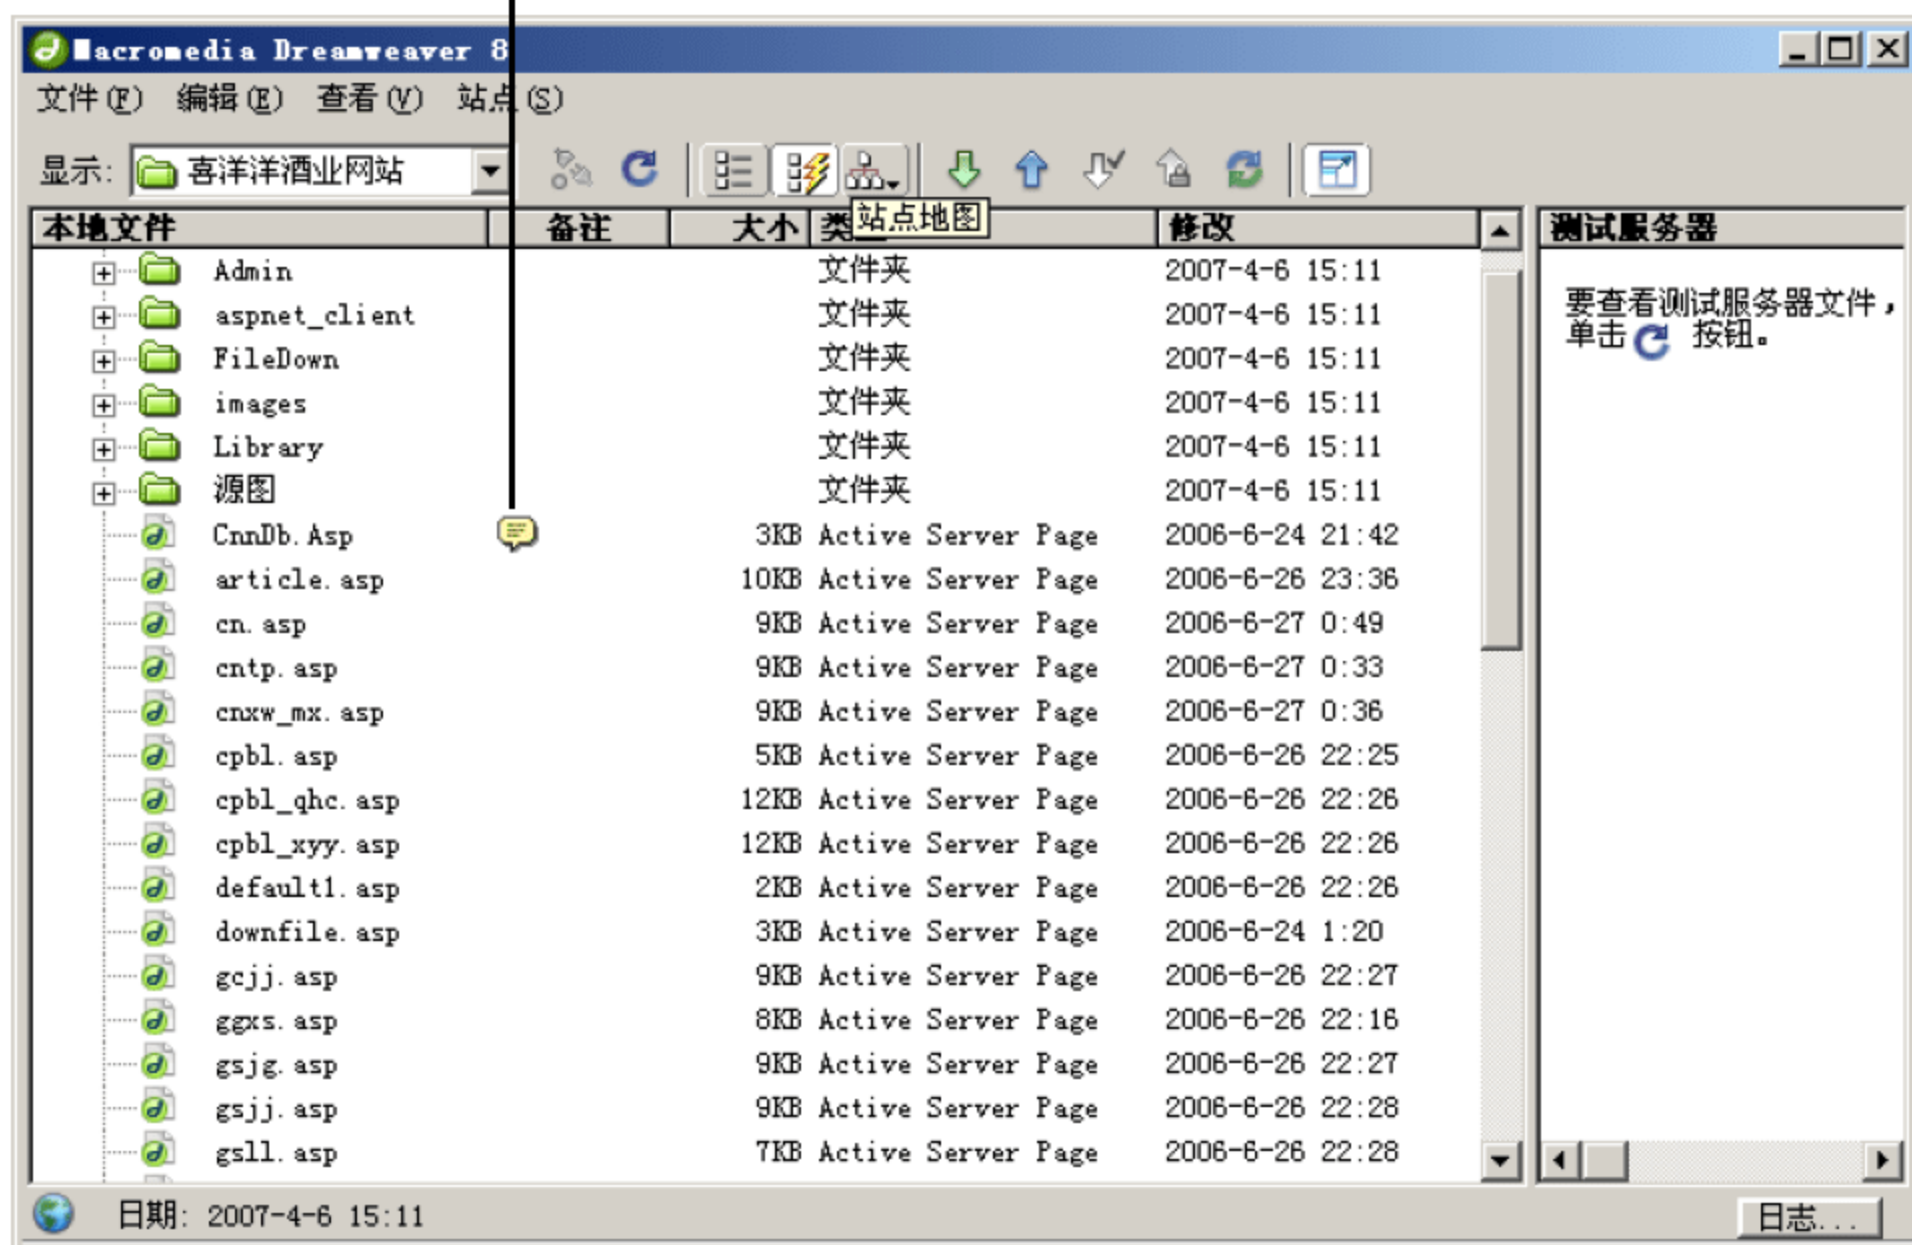 Macromedia Dreamweaver 8
文件(F) 编辑(E) 查看(V) 站点(S)
显示: 喜洋洋酒业网站
站点地图
本地文件 备注 大小 类 修改 测试服务器
Admin 文件夹 2007-4-6 15:11
aspnet_client 文件夹 2007-4-6 15:11
FileDown 文件夹 2007-4-6 15:11
images 文件夹 2007-4-6 15:11
Library 文件夹 2007-4-6 15:11
源图 文件夹 2007-4-6 15:11
CnnDb.Asp 3KB Active Server Page 2006-6-24 21:42
article.asp 10KB Active Server Page 2006-6-26 23:36
cn.asp 9KB Active Server Page 2006-6-27 0:49
cntp.asp 9KB Active Server Page 2006-6-27 0:33
cnxw_mx.asp 9KB Active Server Page 2006-6-27 0:36
cpbl.asp 5KB Active Server Page 2006-6-26 22:25
cpbl_qhc.asp 12KB Active Server Page 2006-6-26 22:26
cpbl_xyy.asp 12KB Active Server Page 2006-6-26 22:26
default1.asp 2KB Active Server Page 2006-6-26 22:26
downfile.asp 3KB Active Server Page 2006-6-24 1:20
gcjj.asp 9KB Active Server Page 2006-6-26 22:27
ggxs.asp 8KB Active Server Page 2006-6-26 22:16
gsjg.asp 9KB Active Server Page 2006-6-26 22:27
gsjj.asp 9KB Active Server Page 2006-6-26 22:28
gsll.asp 7KB Active Server Page 2006-6-26 22:28
要查看测试服务器文件，
单击 按钮。
日期: 2007-4-6 15:11
日志...